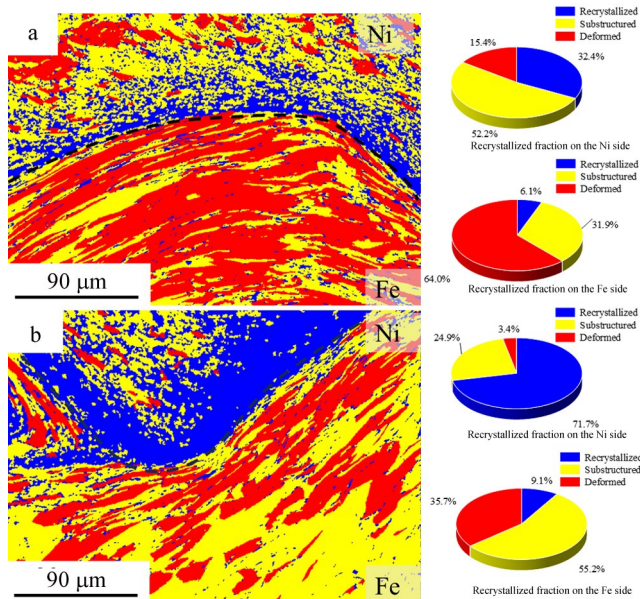 a
Ni
90 μm
Fe
Recrystallized
Substructured
Deformed
15.4%
32.4%
52.2%
Recrystallized fraction on the Ni side
Recrystallized
Substructured
Deformed
6.1%
31.9%
64.0%
Recrystallized fraction on the Fe side
b
Ni
90 μm
Fe
Recrystallized
Substructured
Deformed
24.9%
3.4%
71.7%
Recrystallized fraction on the Ni side
Recrystallized
Substructured
Deformed
9.1%
35.7%
55.2%
Recrystallized fraction on the Fe side